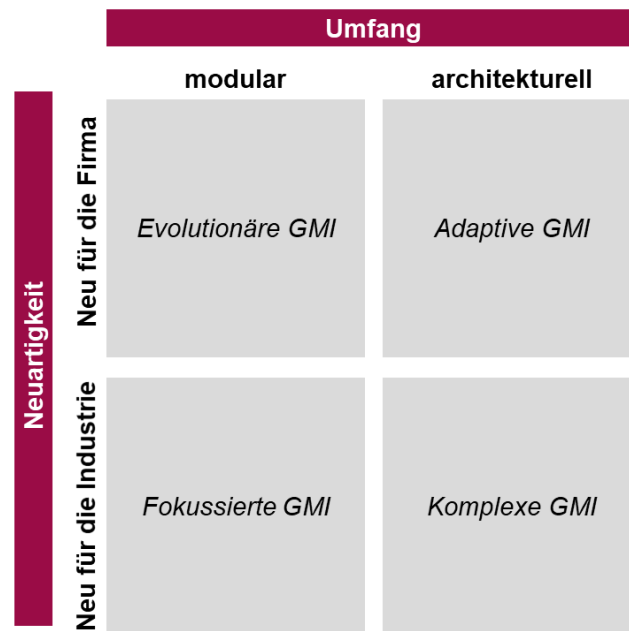 Umfang
modular
architekturell
Neuartigkeit
Neu für die Firma
Evolutionäre GMI
Adaptive GMI
Neu für die Industrie
Fokussierte GMI
Komplexe GMI